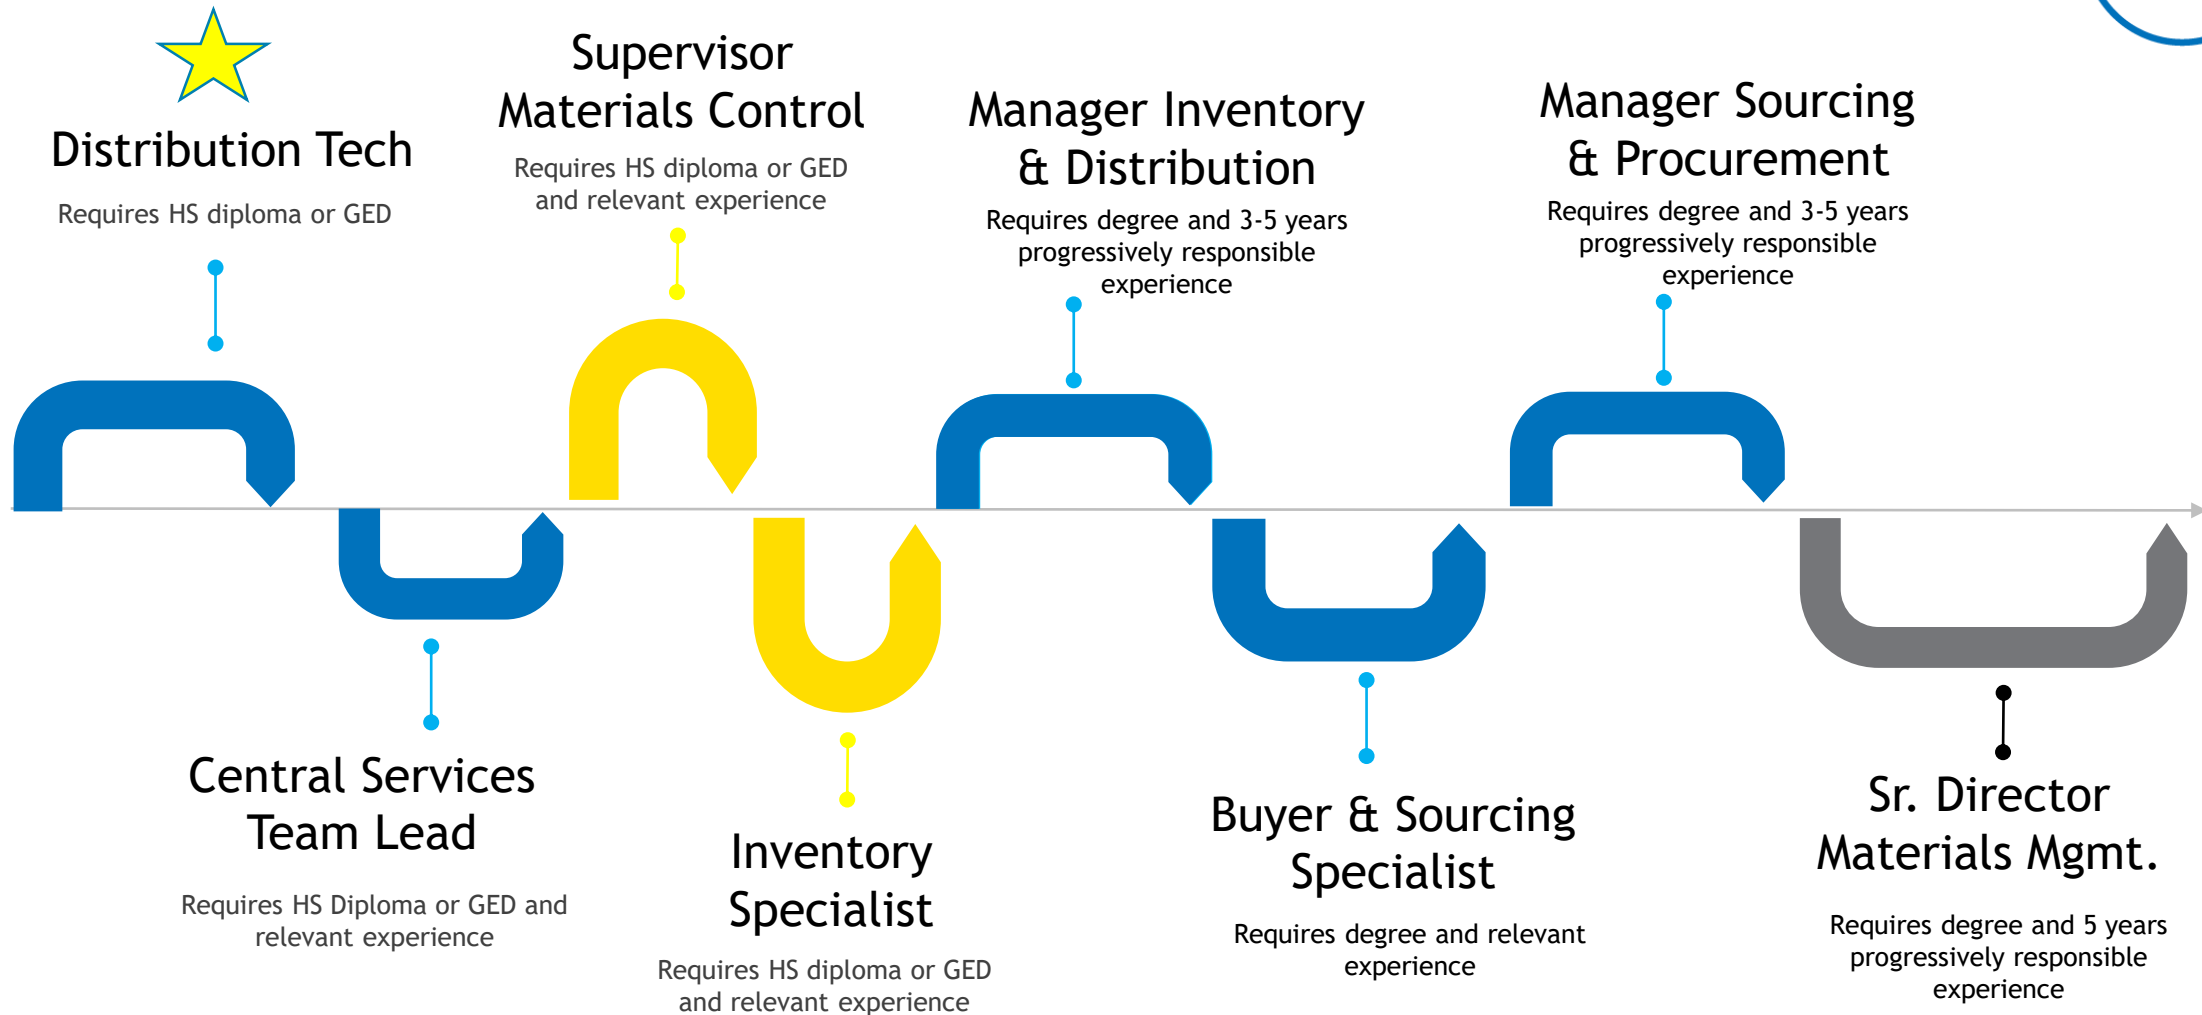 Distribution Tech
Requires HS diploma or GED
Central Services
Team Lead
Requires HS Diploma or GED and
relevant experience
Supervisor
Materials Control
Requires HS diploma or GED
and relevant experience
Inventory
Specialist
Requires HS diploma or GED
and relevant experience
Manager Inventory
& Distribution
Requires degree and 3-5 years
progressively responsible
experience
Buyer & Sourcing
Specialist
Requires degree and relevant
experience
Manager Sourcing
& Procurement
Requires degree and 3-5 years
progressively responsible
experience
Sr. Director
Materials Mgmt.
Requires degree and 5 years
progressively responsible
experience